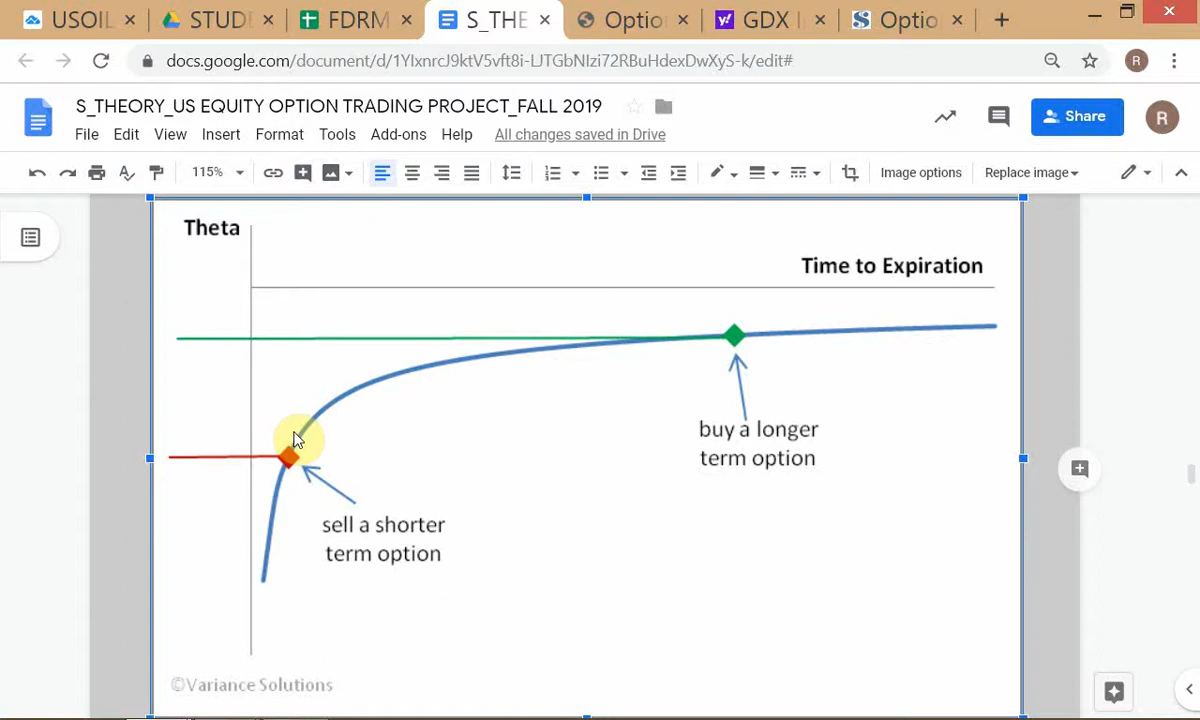 USOIL
STUD
FDRM
S_THE
Optio
GDX I
Optio
docs.google.com/document/d/1YlxnrcJ9ktV5vft8i-LJTGbNIzi72RBuHdexDwXyS-k/edit#
R
S_THEORY_US EQUITY OPTION TRADING PROJECT_FALL 2019
Share
R
File Edit View Insert Format Tools Add-ons Help All changes saved in Drive
115% Image options Replace image
Theta
Time to Expiration
buy a longer
term option
sell a shorter
term option
©Variance Solutions